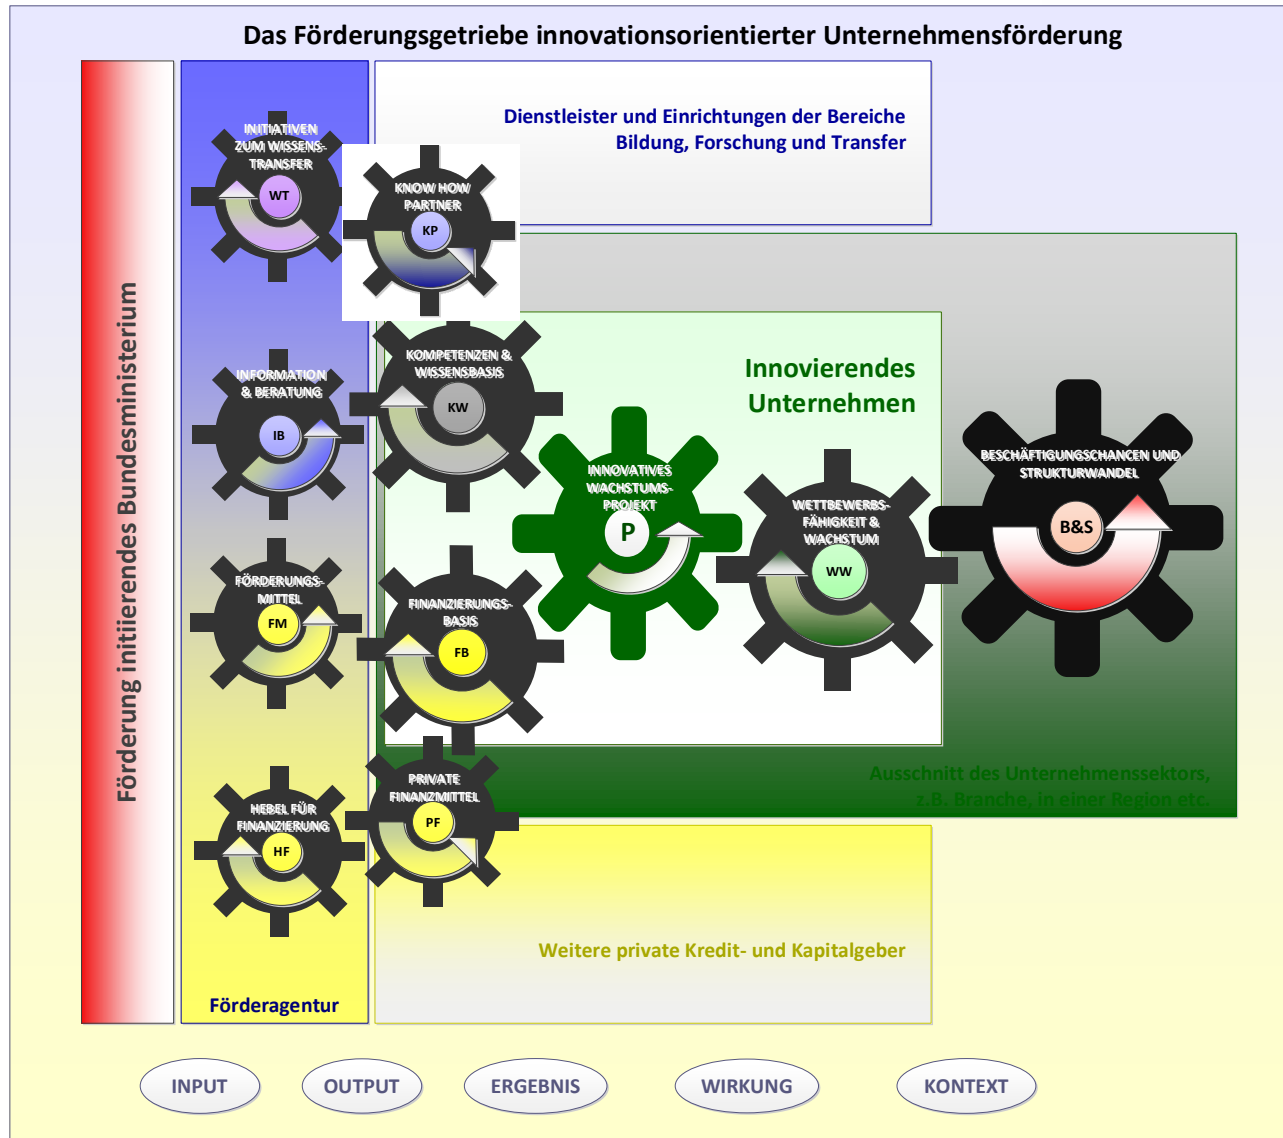 Das Förderungsgetriebe innovationsorientierter Unternehmensförderung
Förderung initiierendes Bundesministerium
INITIATIVEN
ZUM WISSENS-
TRANSFER
WT
INFORMATION
& BERATUNG
IB
FÖRDERUNGS-
MITTEL
FM
HEBEL FÜR
FINANZIERUNG
HF
Förderagentur
Dienstleister und Einrichtungen der Bereiche
Bildung, Forschung und Transfer
KNOW HOW
PARTNER
KP
KOMPETENZEN &
WISSENSBASIS
KW
FINANZIERUNGS-
BASIS
FB
PRIVATE
FINANZMITTEL
PF
Innovierendes
Unternehmen
INNOVATIVES
WACHSTUMS-
PROJEKT
P
WETTBEWERBS-
FÄHIGKEIT &
WACHSTUM
WW
BESCHÄFTIGUNGSCHANCEN UND
STRUKTURWANDEL
B&S
Ausschnitt des Unternehmenssektors,
z.B. Branche, in einer Region etc.
Weitere private Kredit- und Kapitalgeber
INPUT
OUTPUT
ERGEBNIS
WIRKUNG
KONTEXT